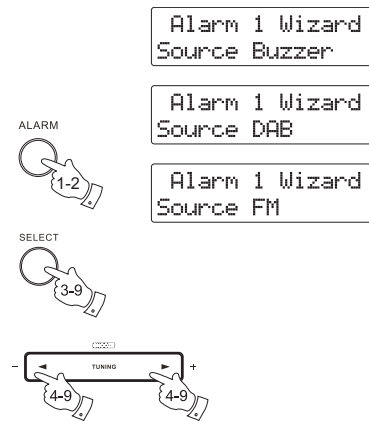 Alarm 1 Wizard
Source Buzzer
Alarm 1 Wizard
Source DAB
ALARM
1-2
Alarm 1 Wizard
Source FM
SELECT
3-9
- ◄ TUNING ► +
4-9 4-9